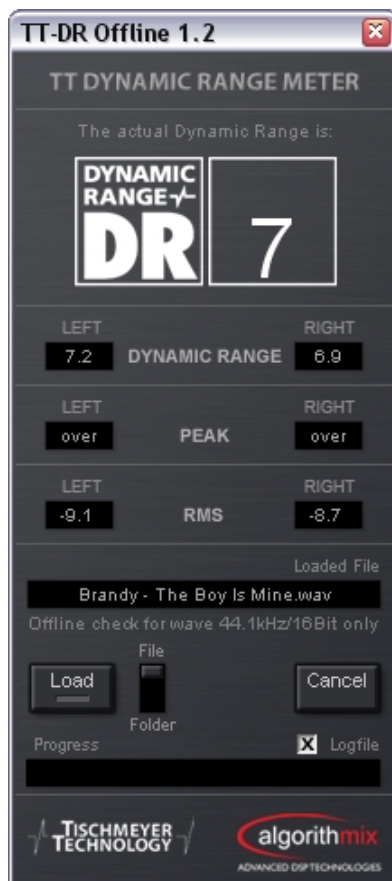 TT-DR Offline 1.2
TT DYNAMIC RANGE METER
The actual Dynamic Range is:
DYNAMIC
RANGE
DR
7
LEFT RIGHT
7.2 DYNAMIC RANGE 6.9
LEFT RIGHT
over PEAK over
LEFT RIGHT
-9.1 RMS -8.7
Loaded File
Brandy - The Boy Is Mine.wav
Offline check for wave 44.1kHz/16Bit only
File
Load Cancel
Folder
Progress X Logfile
TISCHMEYER
TECHNOLOGY
algorithmix
ADVANCED DSP TECHNOLOGIES